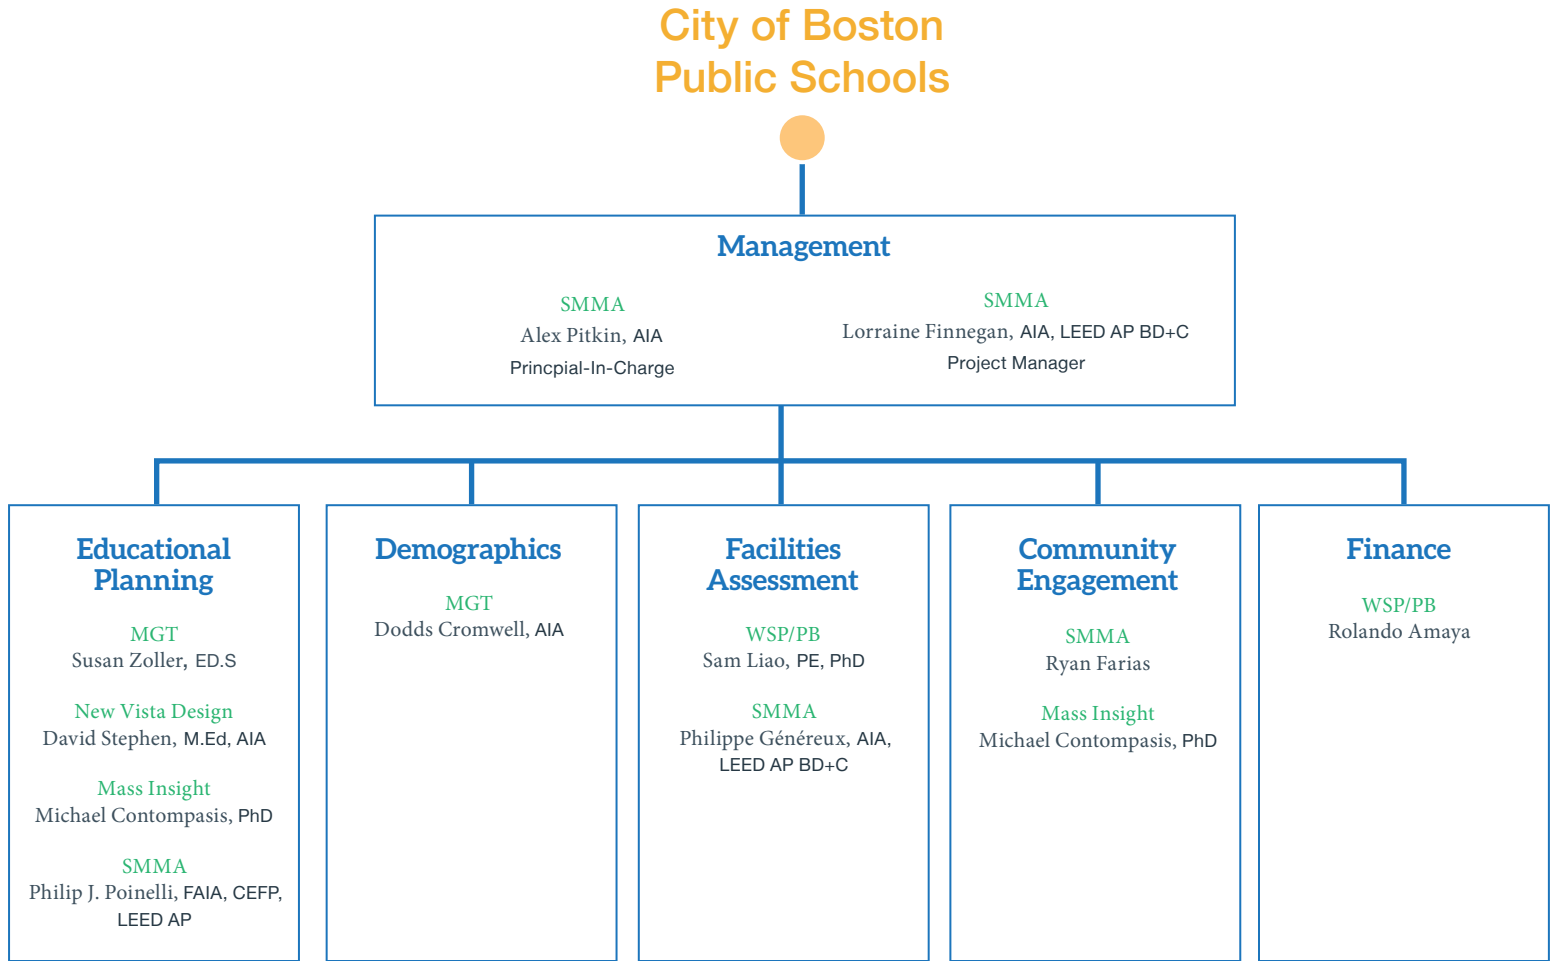 City of Boston
Public Schools
Management
SMMA
Alex Pitkin, AIA
Princpial-In-Charge
SMMA
Lorraine Finnegan, AIA, LEED AP BD+C
Project Manager
Educational
Planning
MGT
Susan Zoller, ED.S
New Vista Design
David Stephen, M.Ed, AIA
Mass Insight
Michael Contompasis, PhD
SMMA
Philip J. Poinelli, FAIA, CEFP,
LEED AP
Demographics
MGT
Dodds Cromwell, AIA
Facilities
Assessment
WSP/PB
Sam Liao, PE, PhD
SMMA
Philippe Généreux, AIA,
LEED AP BD+C
Community
Engagement
SMMA
Ryan Farias
Mass Insight
Michael Contompasis, PhD
Finance
WSP/PB
Rolando Amaya